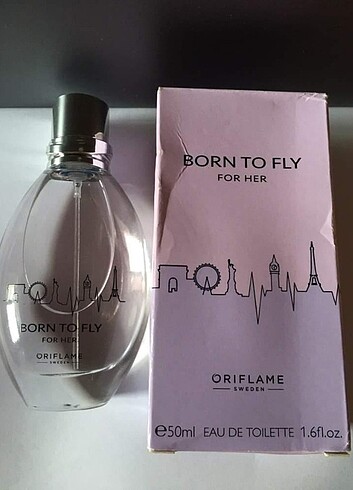 BORN TO FLY
FOR HER
ORIFLAME
SWEDEN
BORN TO FLY
FOR HER
ORIFLAME
SWEDEN
℮50ml EAU DE TOILETTE 1.6fl.oz.